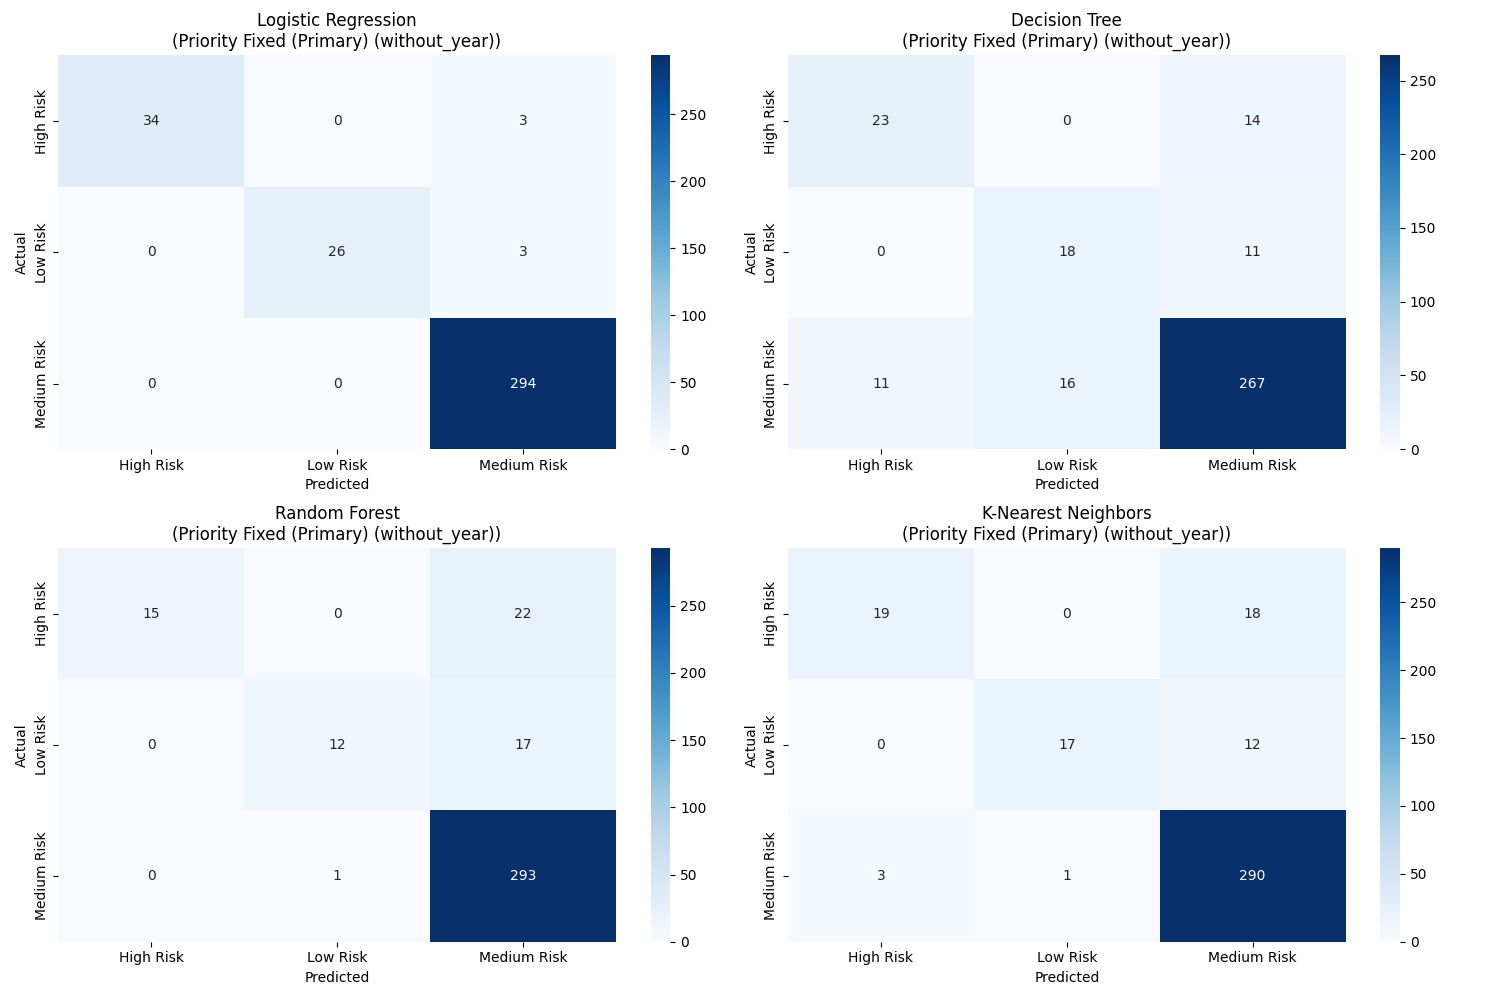 Logistic Regression
(Priority Fixed (Primary) (without_year))
Actual
High Risk
Low Risk
Medium Risk
34 0 3
0 26 3
0 0 294
High Risk Low Risk Medium Risk
Predicted
250
200
150
100
50
0
Decision Tree
(Priority Fixed (Primary) (without_year))
Actual
High Risk
Low Risk
Medium Risk
23 0 14
0 18 11
11 16 267
High Risk Low Risk Medium Risk
Predicted
250
200
150
100
50
0
Random Forest
(Priority Fixed (Primary) (without_year))
Actual
High Risk
Low Risk
Medium Risk
15 0 22
0 12 17
0 1 293
High Risk Low Risk Medium Risk
Predicted
250
200
150
100
50
0
K-Nearest Neighbors
(Priority Fixed (Primary) (without_year))
Actual
High Risk
Low Risk
Medium Risk
19 0 18
0 17 12
3 1 290
High Risk Low Risk Medium Risk
Predicted
250
200
150
100
50
0